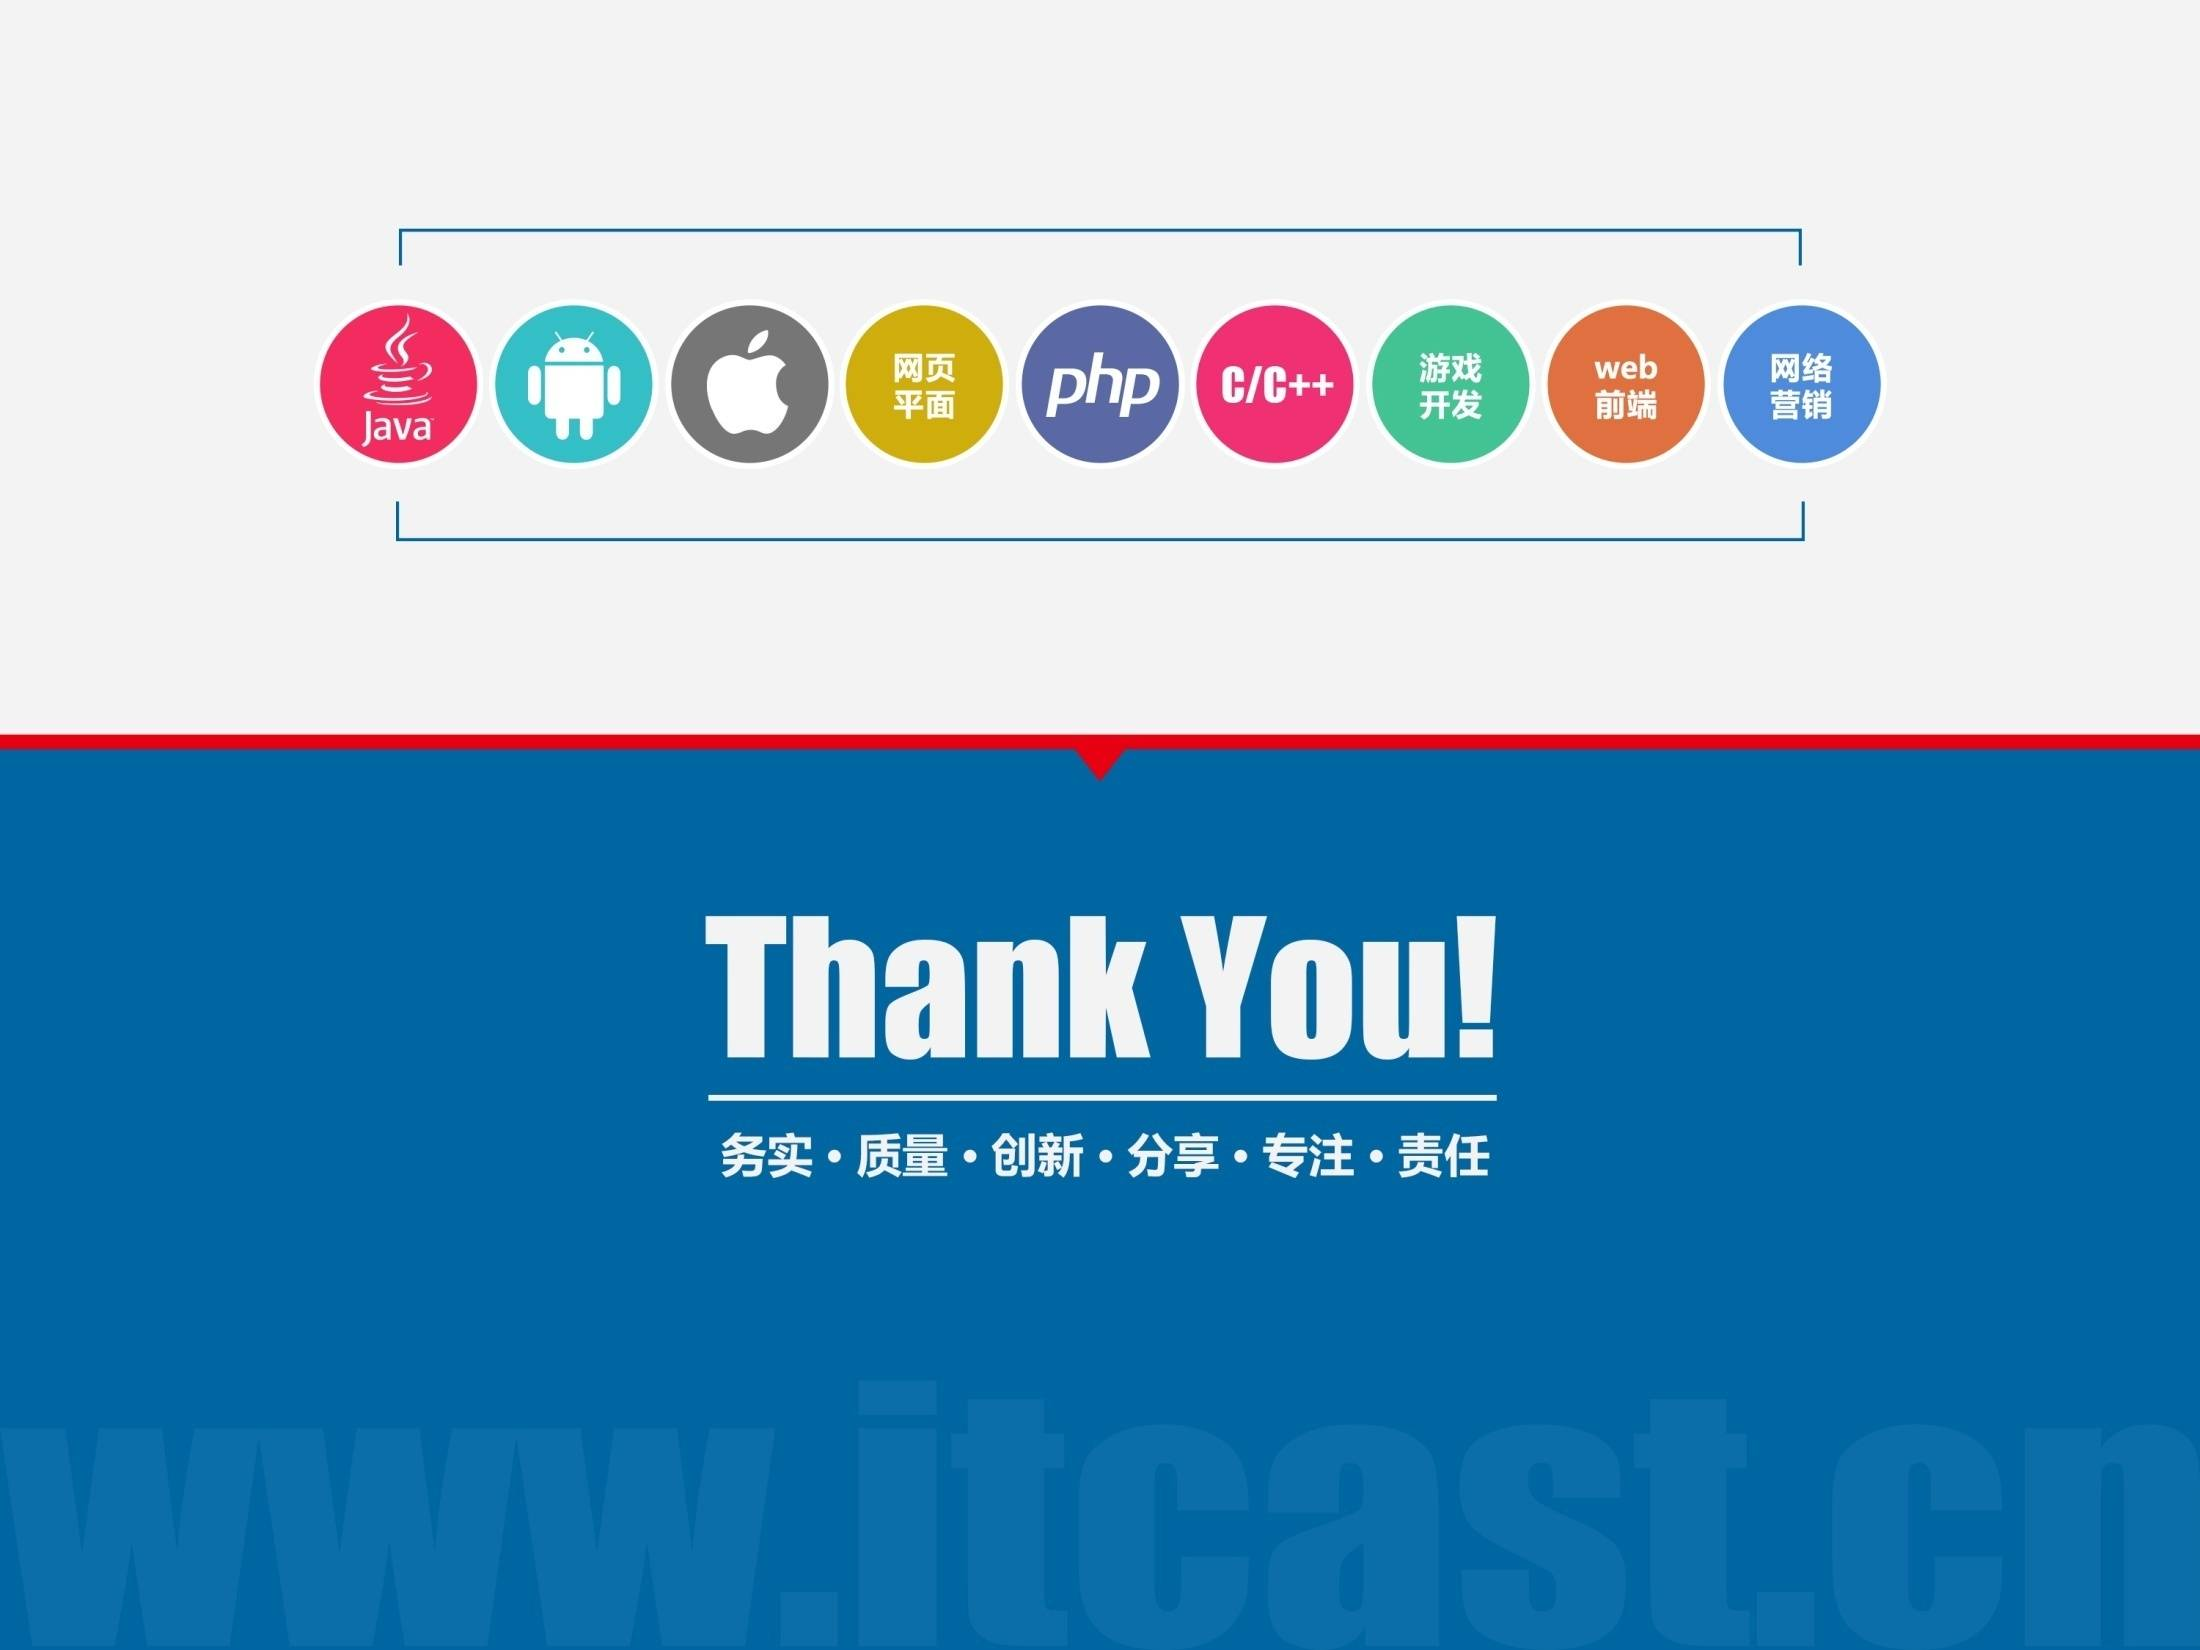 Java
网页
平面
php
C/C++
游戏
开发
web
前端
网络
营销
Thank You!
务实·质量·创新·分享·专注·责任
www.itcast.cn